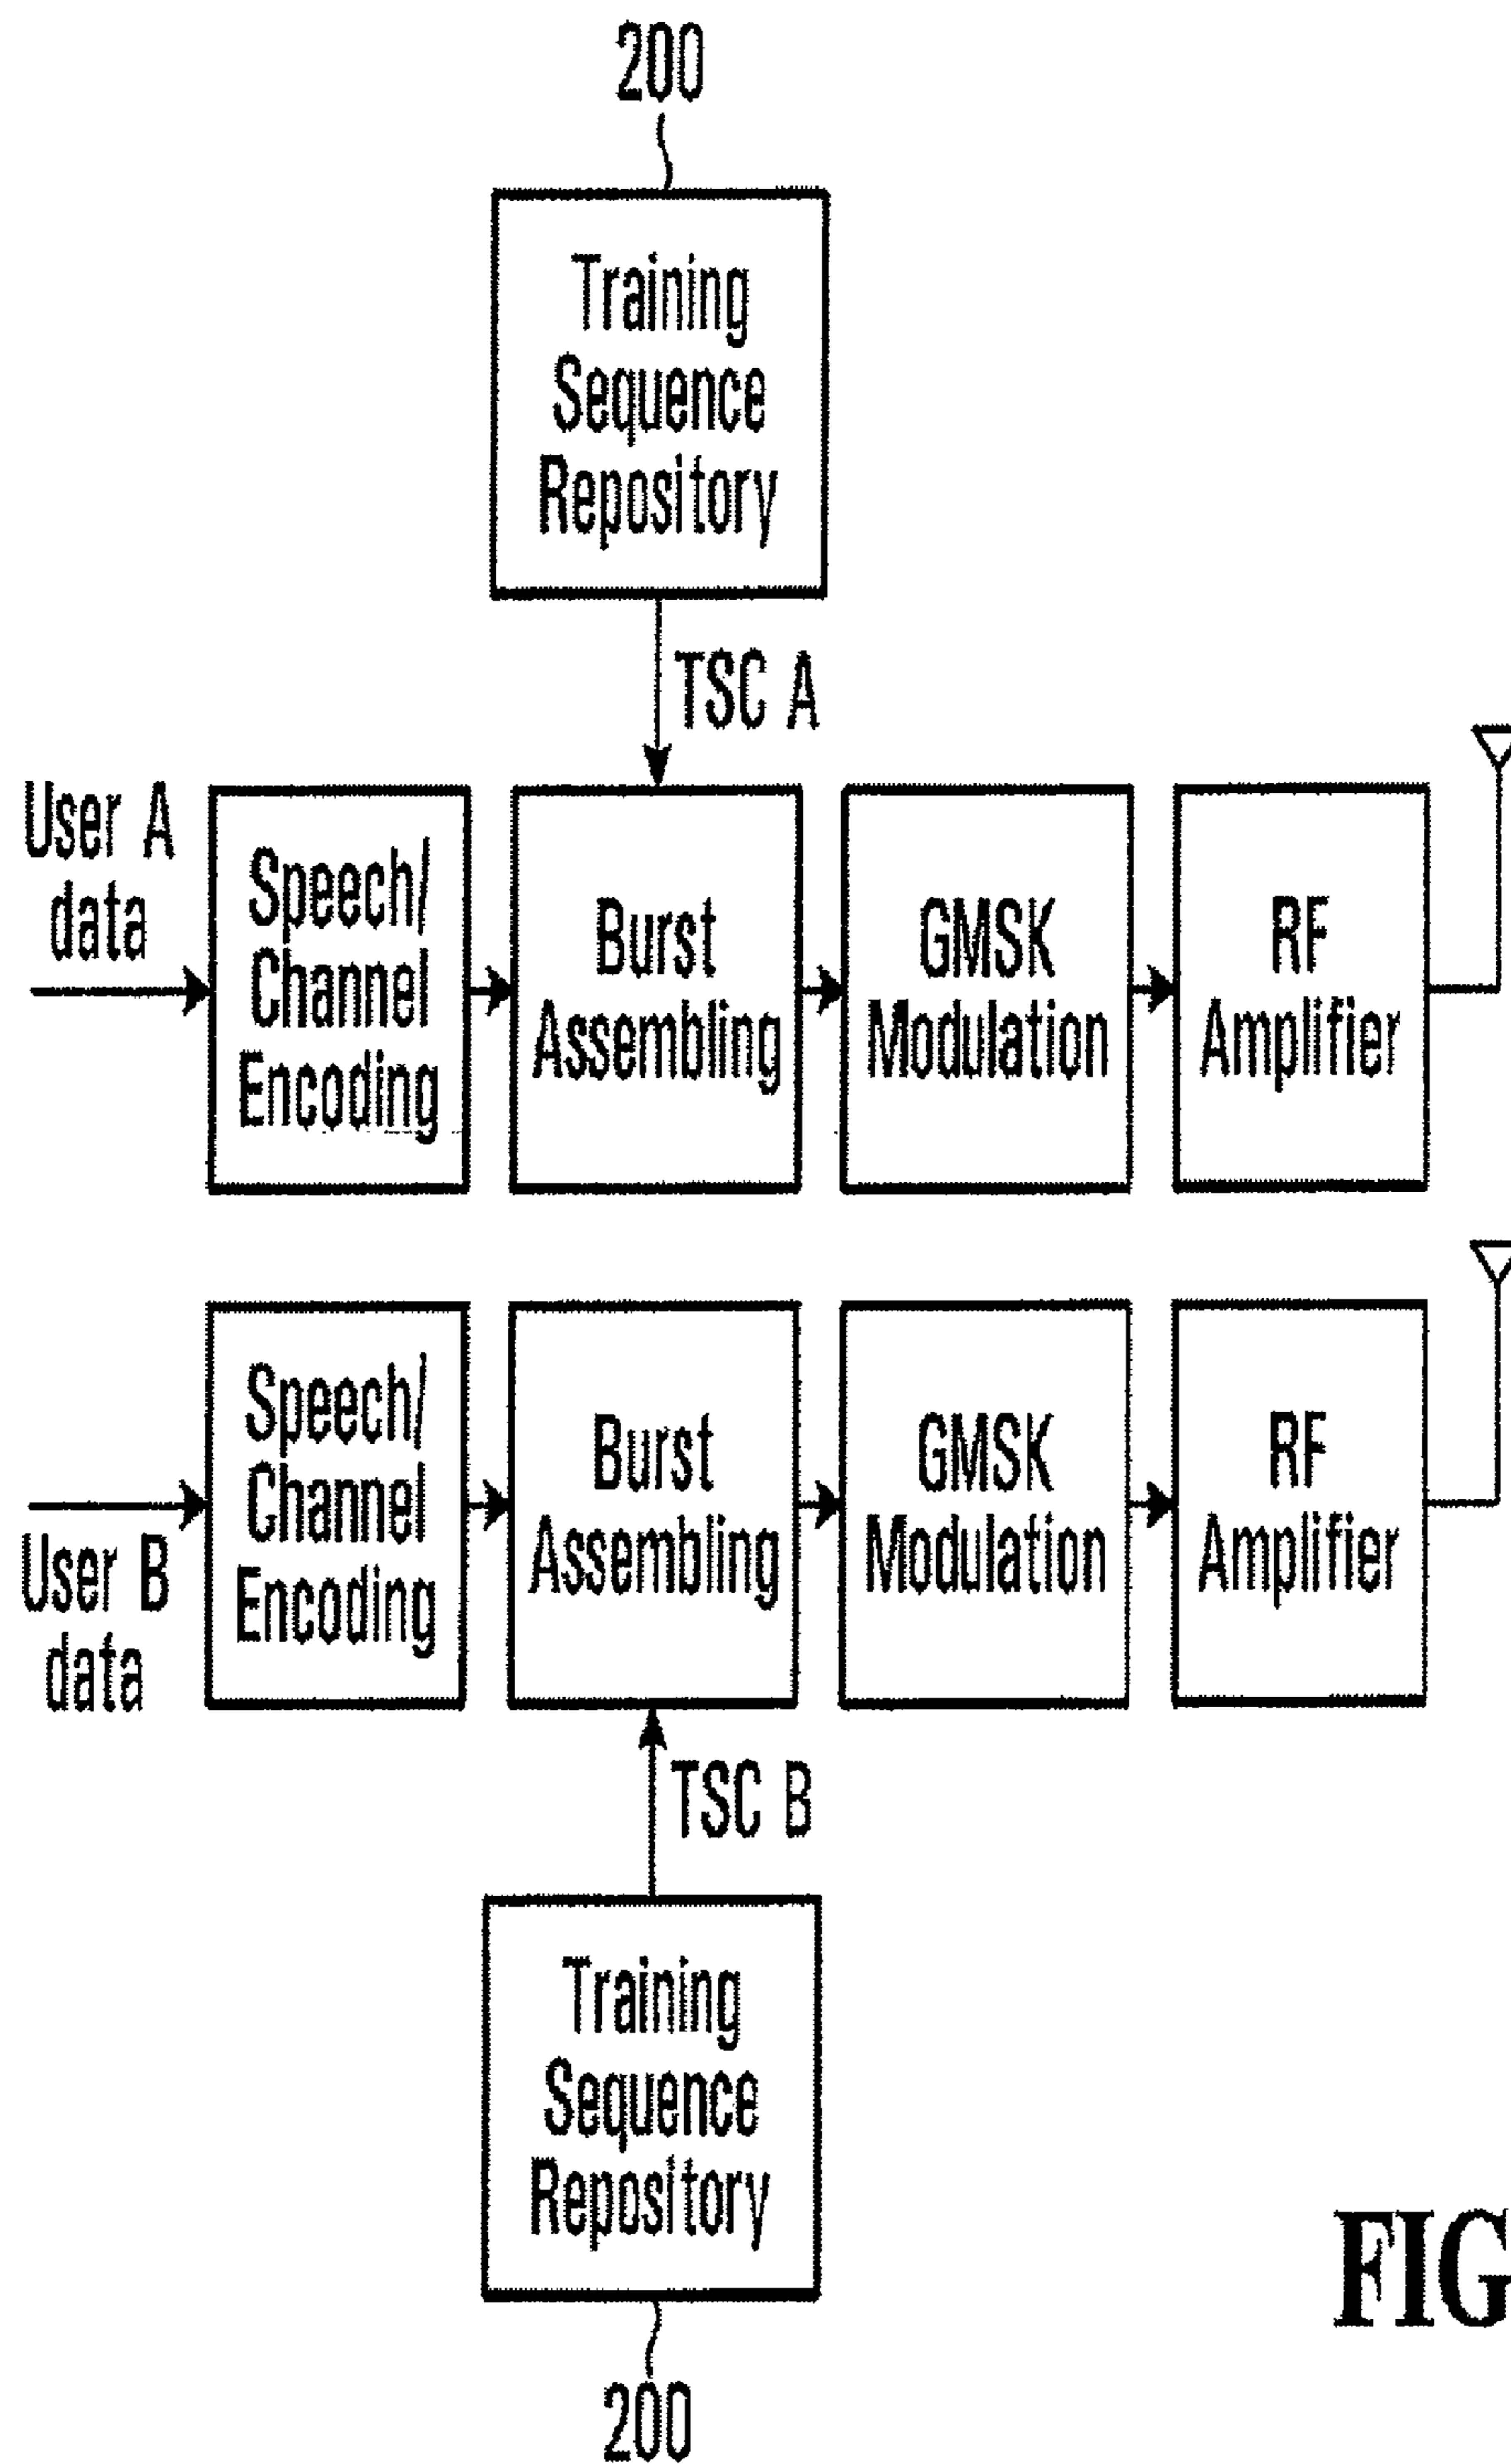 200
Training
Sequence
Repository
TSC A
User A
data
Speech/
Channel
Encoding
Burst
Assembling
GMSK
Modulation
RF
Amplifier
Speech/
Channel
Encoding
Burst
Assembling
GMSK
Modulation
RF
Amplifier
User B
data
TSC B
Training
Sequence
Repository
200
FIG